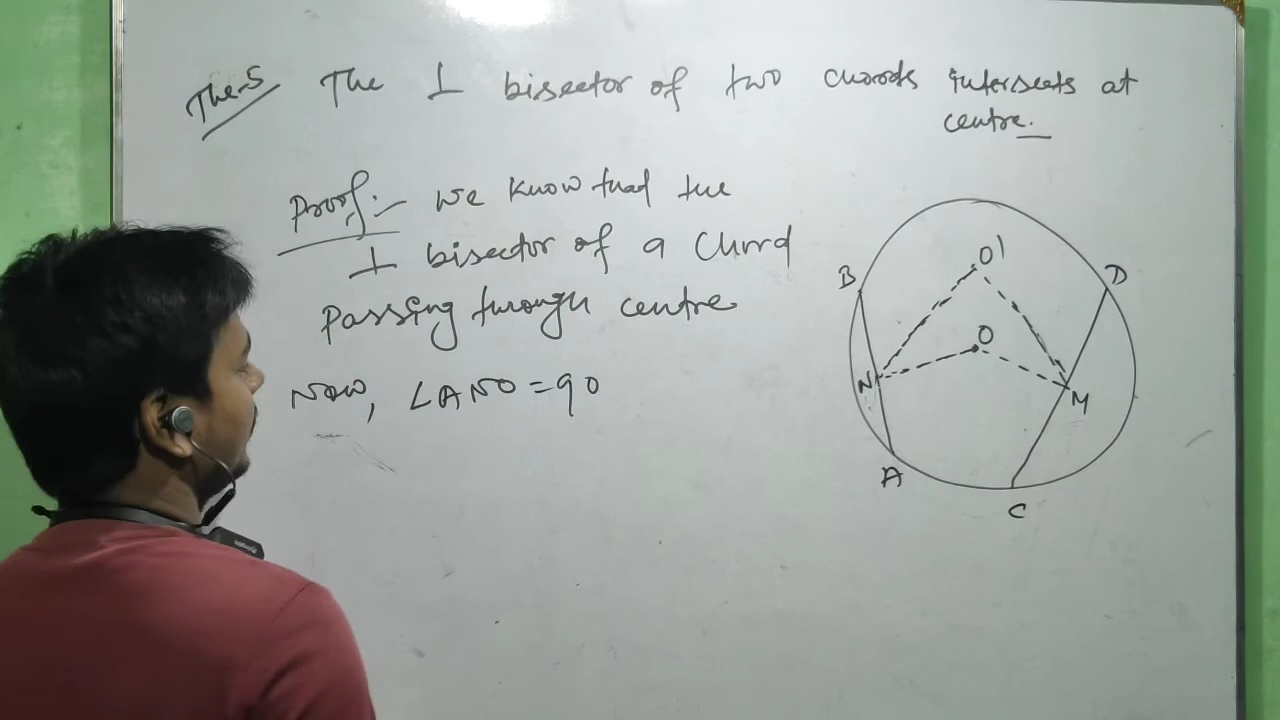 The-5 The ⊥ bisector of two chords intersects at
centre.
Proof:- we know that the
⊥ bisector of a chord
Passing through centre
Now, ∠ANO = 90
O'
B
D
O
N
M
A
C